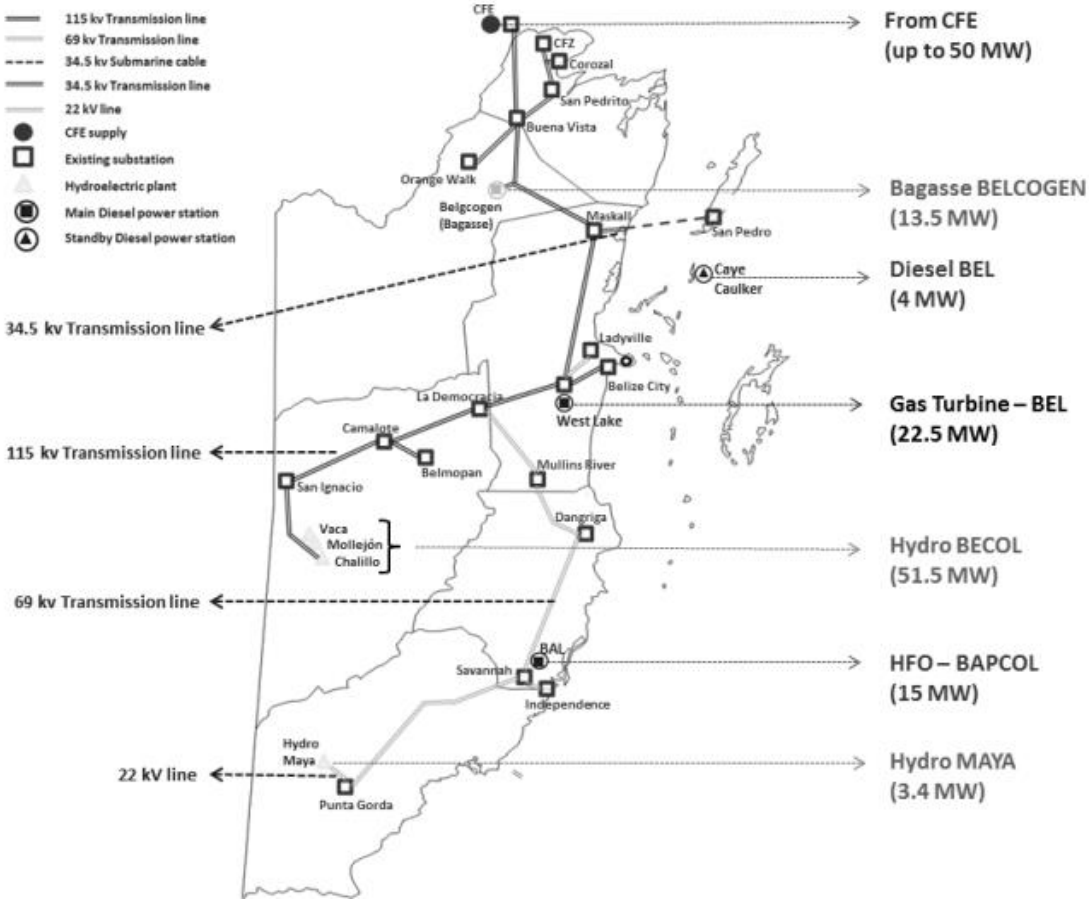 115 kv Transmission line
69 kv Transmission line
34.5 kv Submarine cable
34.5 kv Transmission line
22 kV line
CFE supply
Existing substation
Hydroelectric plant
Main Diesel power station
Standby Diesel power station
CFE
CFZ
Corozal
San Pedrito
Buena Vista
Orange Walk
Belgcogen
(Bagasse)
Maskall
San Pedro
Caye
Caulker
Ladyville
Belize City
La Democracia
West Lake
Camalote
Belmopan
San Ignacio
Mullins River
Dangriga
Vaca
Mollejón
Chalillo
BAL
Savannah
Independence
Hydro
Maya
Punta Gorda
34.5 kv Transmission line
115 kv Transmission line
69 kv Transmission line
22 kV line
From CFE
(up to 50 MW)
Bagasse BELCOGEN
(13.5 MW)
Diesel BEL
(4 MW)
Gas Turbine – BEL
(22.5 MW)
Hydro BECOL
(51.5 MW)
HFO – BAPCOL
(15 MW)
Hydro MAYA
(3.4 MW)